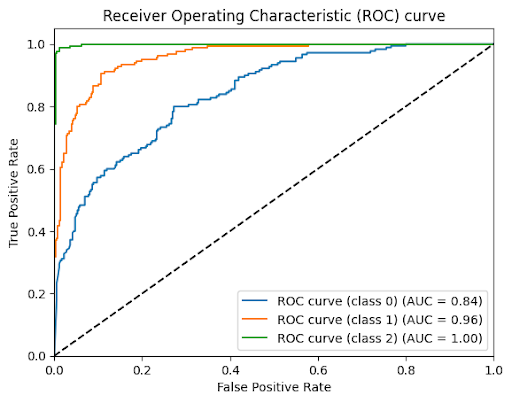 Receiver Operating Characteristic (ROC) curve
True Positive Rate
1.0
0.8
0.6
0.4
0.2
0.0
ROC curve (class 0) (AUC = 0.84)
ROC curve (class 1) (AUC = 0.96)
ROC curve (class 2) (AUC = 1.00)
0.0 0.2 0.4 0.6 0.8 1.0
False Positive Rate